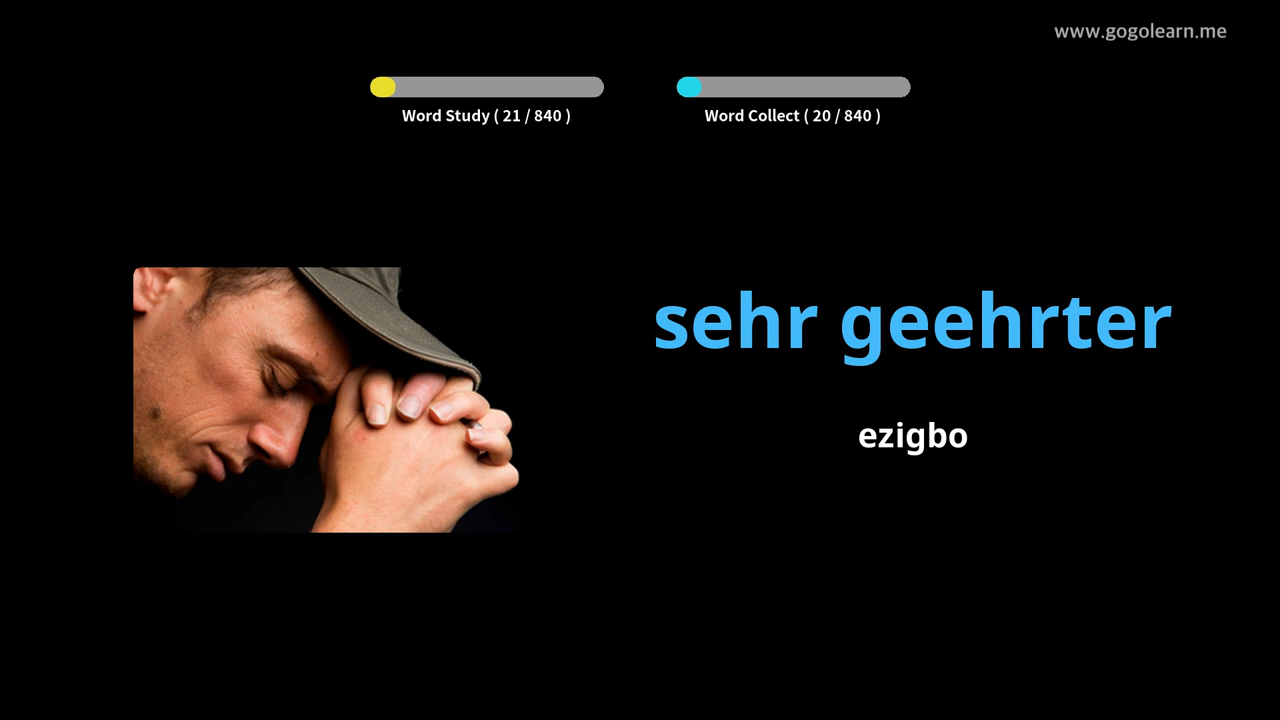 www.gogolearn.me
Word Study ( 21 / 840 )
Word Collect ( 20 / 840 )
sehr geehrter
ezigbo